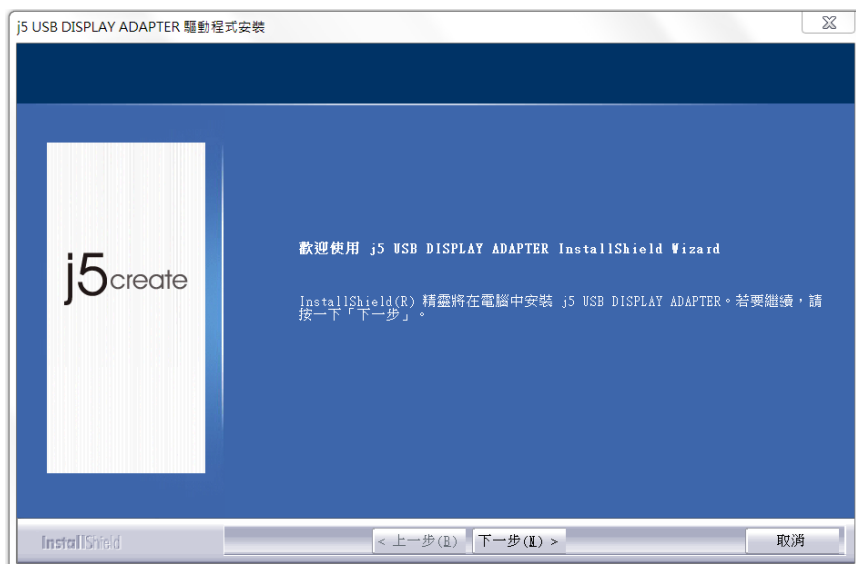 j5 USB DISPLAY ADAPTER 驅動程式安裝
j5create
歡迎使用 j5 USB DISPLAY ADAPTER InstallShield Wizard
InstallShield(R) 精靈將在電腦中安裝 j5 USB DISPLAY ADAPTER。若要繼續，請
按一下「下一步」。
InstallShield
< 上一步(B)
下一步(N) >
取消